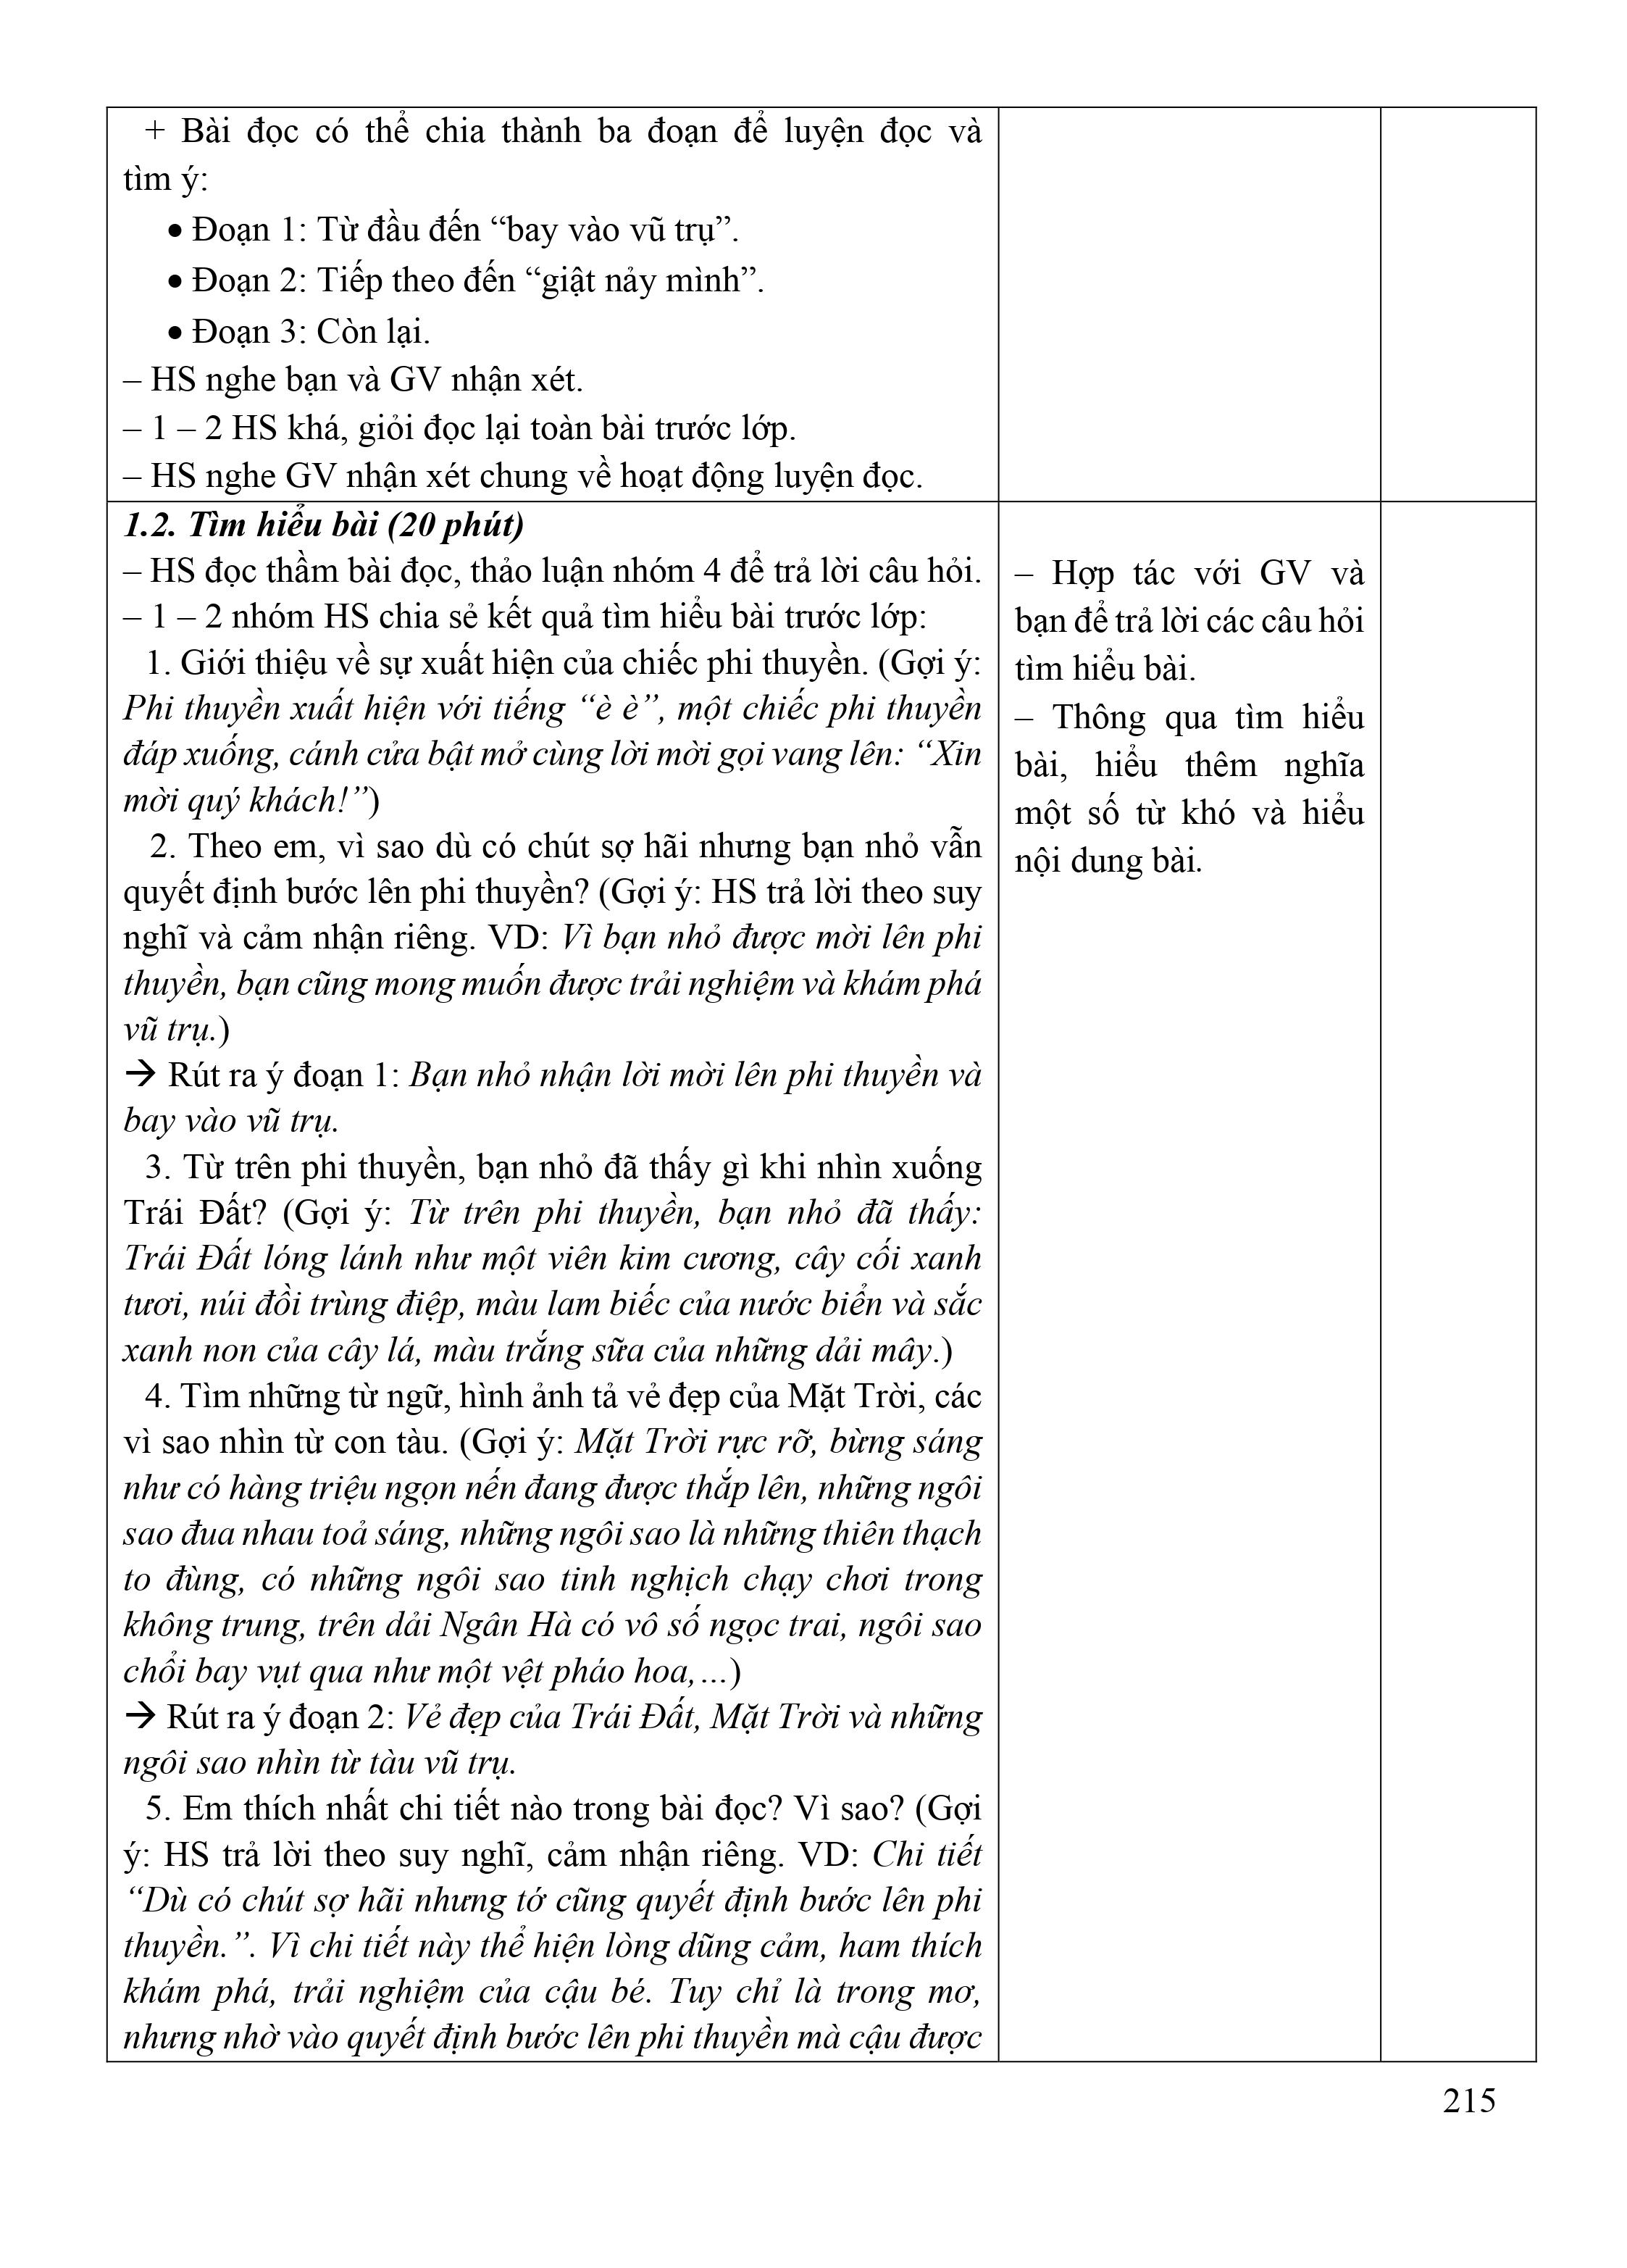 + Bài đọc có thể chia thành ba đoạn để luyện đọc và
tìm ý:
• Đoạn 1: Từ đầu đến “bay vào vũ trụ”.
• Đoạn 2: Tiếp theo đến “giật nảy mình”.
• Đoạn 3: Còn lại.
– HS nghe bạn và GV nhận xét.
– 1 – 2 HS khá, giỏi đọc lại toàn bài trước lớp.
– HS nghe GV nhận xét chung về hoạt động luyện đọc.
1.2. Tìm hiểu bài (20 phút)
– HS đọc thầm bài đọc, thảo luận nhóm 4 để trả lời câu hỏi.
– 1 – 2 nhóm HS chia sẻ kết quả tìm hiểu bài trước lớp:
1. Giới thiệu về sự xuất hiện của chiếc phi thuyền. (Gợi ý:
Phi thuyền xuất hiện với tiếng “è è”, một chiếc phi thuyền
đáp xuống, cánh cửa bật mở cùng lời mời gọi vang lên: “Xin
mời quý khách!”)
2. Theo em, vì sao dù có chút sợ hãi nhưng bạn nhỏ vẫn
quyết định bước lên phi thuyền? (Gợi ý: HS trả lời theo suy
nghĩ và cảm nhận riêng. VD: Vì bạn nhỏ được mời lên phi
thuyền, bạn cũng mong muốn được trải nghiệm và khám phá
vũ trụ.)
→ Rút ra ý đoạn 1: Bạn nhỏ nhận lời mời lên phi thuyền và
bay vào vũ trụ.
3. Từ trên phi thuyền, bạn nhỏ đã thấy gì khi nhìn xuống
Trái Đất? (Gợi ý: Từ trên phi thuyền, bạn nhỏ đã thấy:
Trái Đất lóng lánh như một viên kim cương, cây cối xanh
tươi, núi đồi trùng điệp, màu lam biếc của nước biển và sắc
xanh non của cây lá, màu trắng sữa của những dải mây.)
4. Tìm những từ ngữ, hình ảnh tả vẻ đẹp của Mặt Trời, các
vì sao nhìn từ con tàu. (Gợi ý: Mặt Trời rực rỡ, bừng sáng
như có hàng triệu ngọn nến đang được thắp lên, những ngôi
sao đua nhau toả sáng, những ngôi sao là những thiên thạch
to đùng, có những ngôi sao tinh nghịch chạy chơi trong
không trung, trên dải Ngân Hà có vô số ngọc trai, ngôi sao
chổi bay vụt qua như một vệt pháo hoa,…)
→ Rút ra ý đoạn 2: Vẻ đẹp của Trái Đất, Mặt Trời và những
ngôi sao nhìn từ tàu vũ trụ.
5. Em thích nhất chi tiết nào trong bài đọc? Vì sao? (Gợi
ý: HS trả lời theo suy nghĩ, cảm nhận riêng. VD: Chi tiết
“Dù có chút sợ hãi nhưng tớ cũng quyết định bước lên phi
thuyền.”. Vì chi tiết này thể hiện lòng dũng cảm, ham thích
khám phá, trải nghiệm của cậu bé. Tuy chỉ là trong mơ,
nhưng nhờ vào quyết định bước lên phi thuyền mà cậu được
– Hợp tác với GV và
bạn để trả lời các câu hỏi
tìm hiểu bài.
– Thông qua tìm hiểu
bài, hiểu thêm nghĩa
một số từ khó và hiểu
nội dung bài.
215